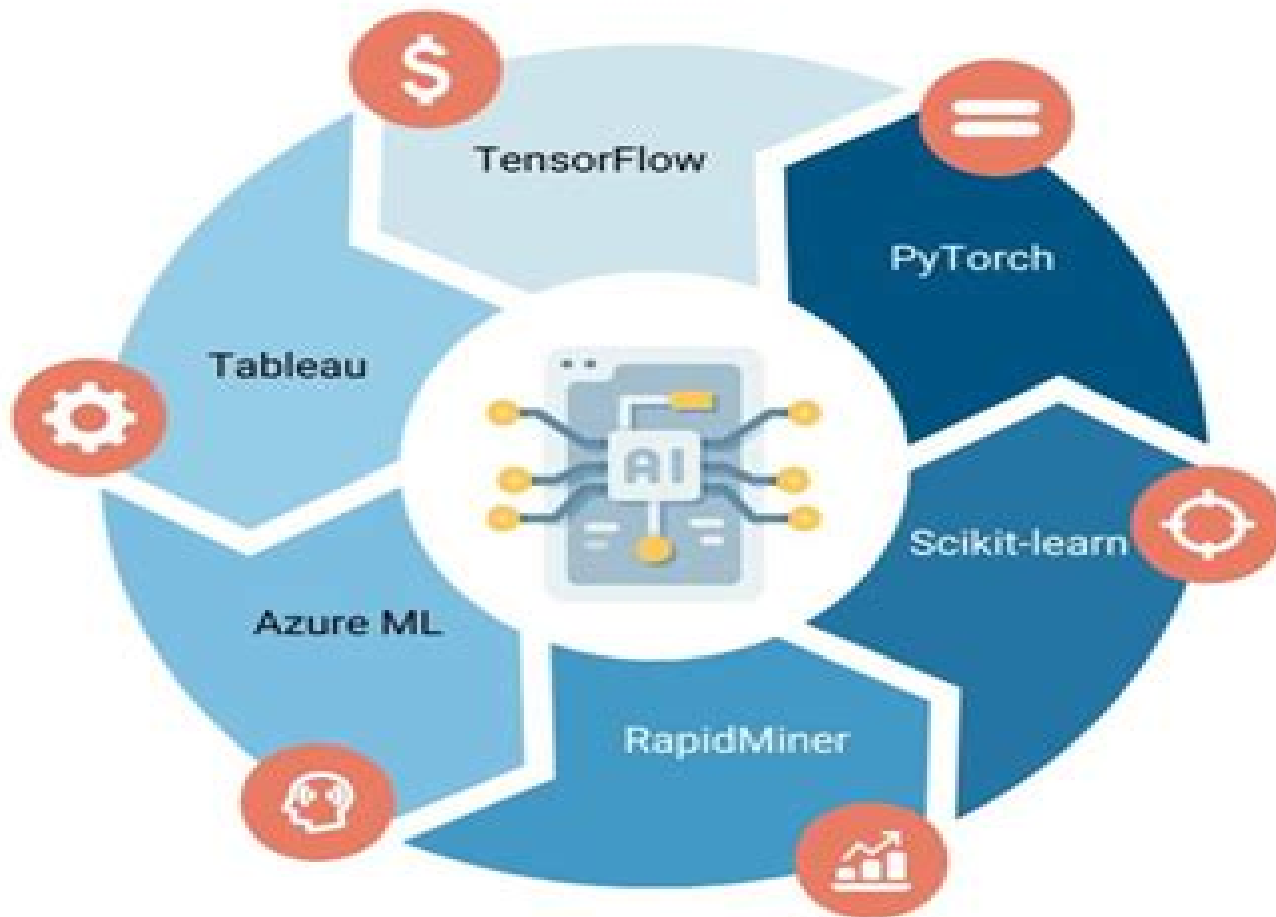 TensorFlow
PyTorch
Tableau
Scikit-learn
Azure ML
RapidMiner
AI
$